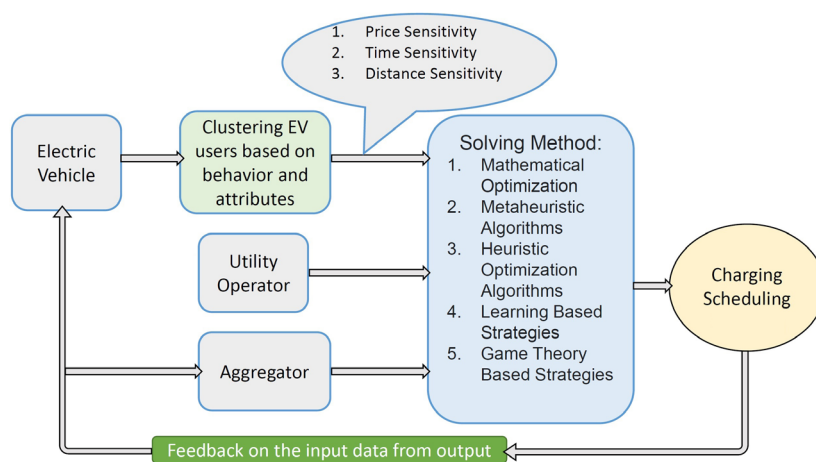 1. Price Sensitivity
2. Time Sensitivity
3. Distance Sensitivity
Electric
Vehicle
Clustering EV
users based on
behavior and
attributes
Utility
Operator
Aggregator
Solving Method:
1. Mathematical
Optimization
2. Metaheuristic
Algorithms
3. Heuristic
Optimization
Algorithms
4. Learning Based
Strategies
5. Game Theory
Based Strategies
Charging
Scheduling
Feedback on the input data from output